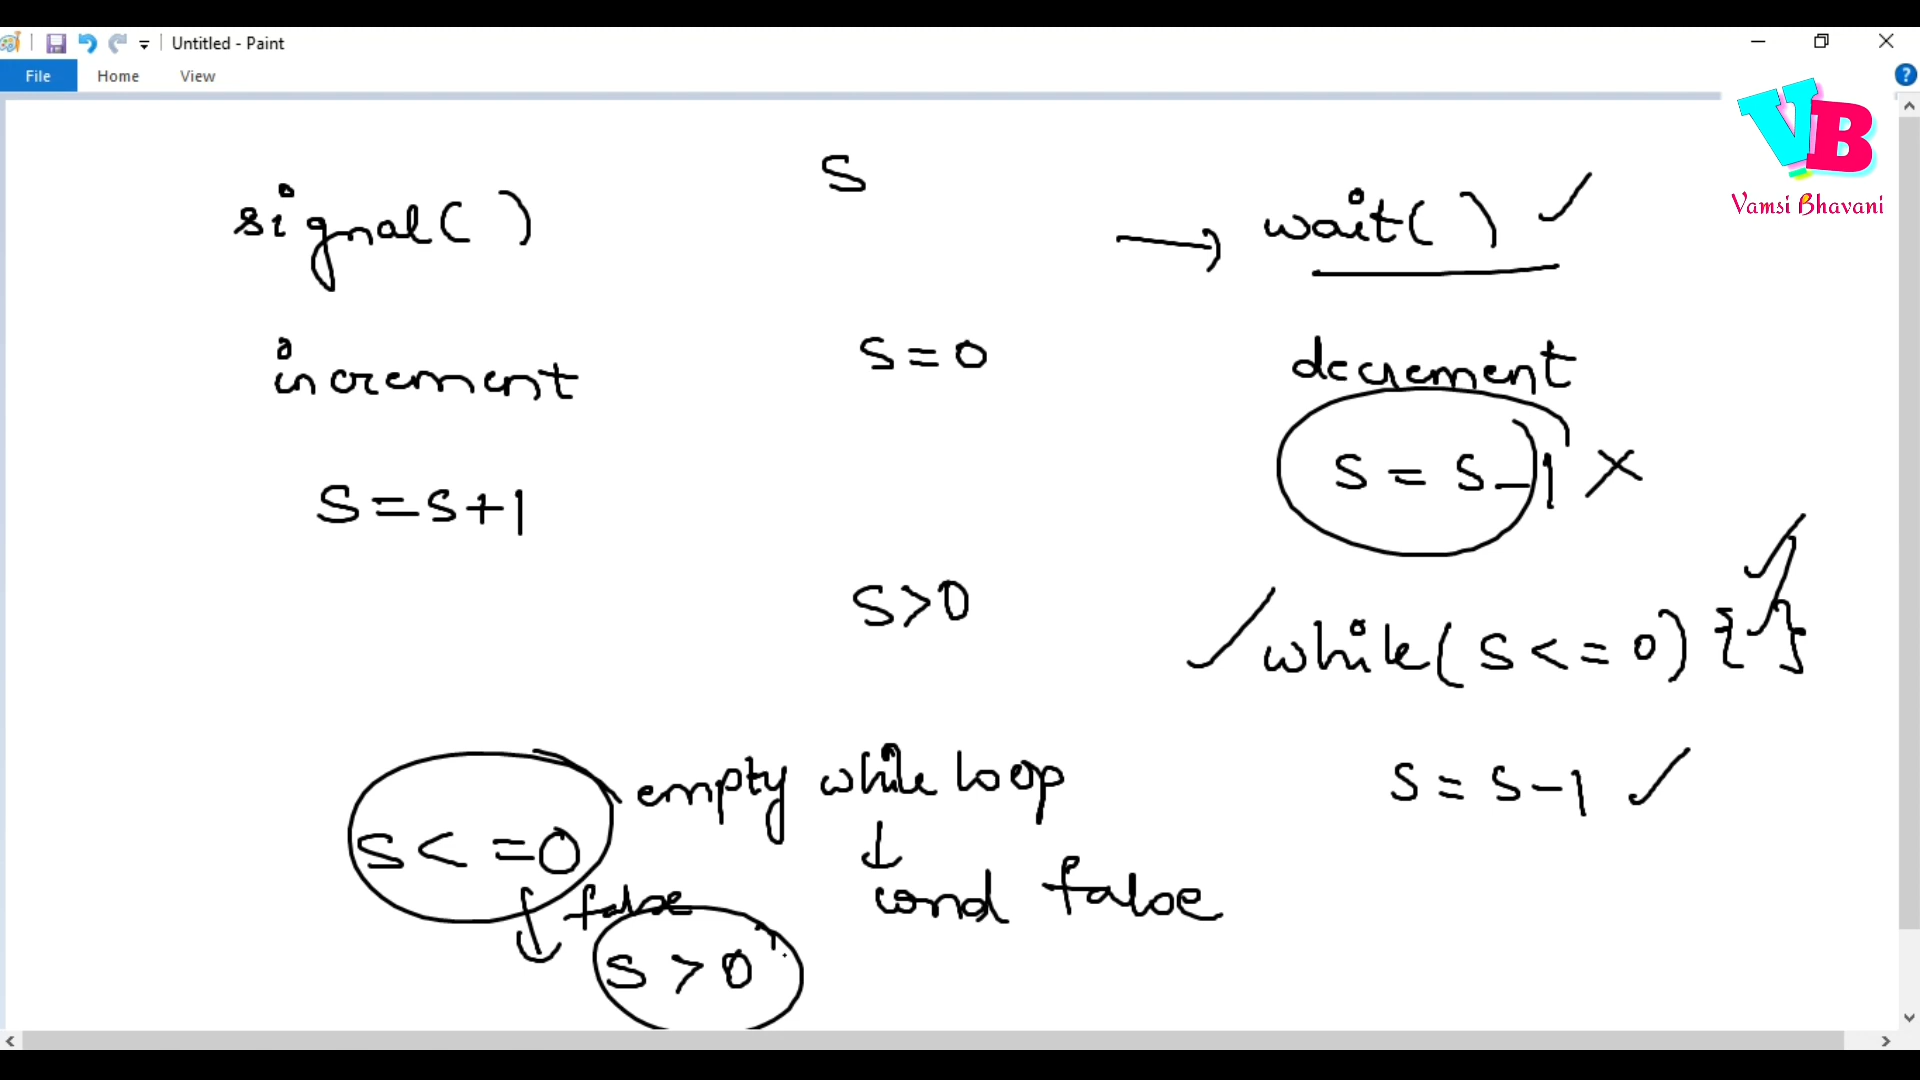 Untitled - Paint
File Home View
VB
Vamsi Bhavani
S
signal( )
wait( )
increment
S = 0
decrement
S = S - 1
S = S + 1
S > 0
while( S < = 0 ) { }
empty while loop
S = S - 1
S < = 0
false
cond false
S > 0